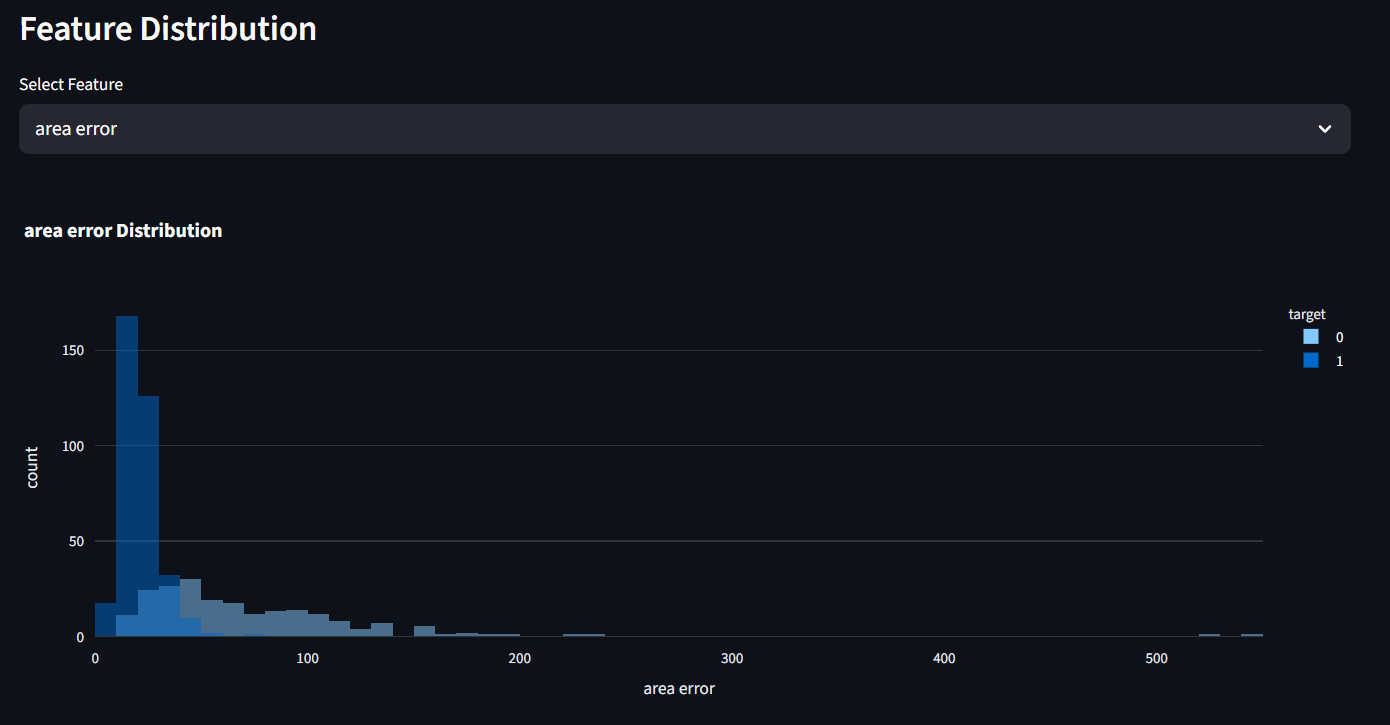 Feature Distribution
Select Feature
area error
area error Distribution
target
0
1
150
100
50
0
count
0 100 200 300 400 500
area error